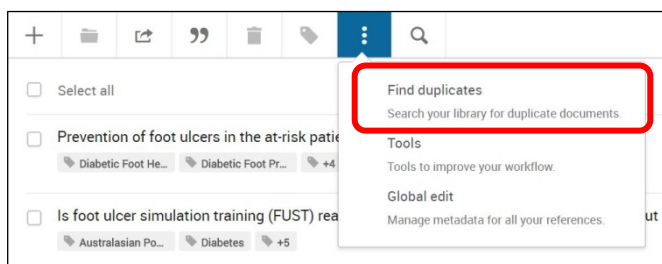 Select all
Find duplicates
Search your library for duplicate documents.
Prevention of foot ulcers in the at-risk patie
Diabetic Foot He... Diabetic Foot Pr... +4
Tools
Tools to improve your workflow.
Global edit
Manage metadata for all your references.
Is foot ulcer simulation training (FUST) rea
ut
Australasian Po... Diabetes +5